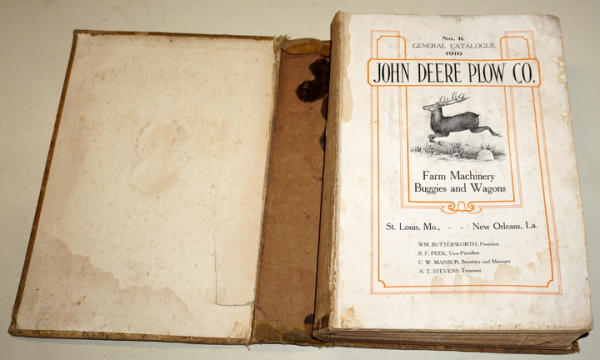 No. K
GENERAL CATALOGUE
1910
JOHN DEERE PLOW CO.
Farm Machinery
Buggies and Wagons
St. Louis, Mo., - - New Orleans, La.
WM. BUTTERWORTH, President
B. F. PEEK, Vice-President
C. W. MANSUR, Secretary and Manager
A. T. STEVENS, Treasurer